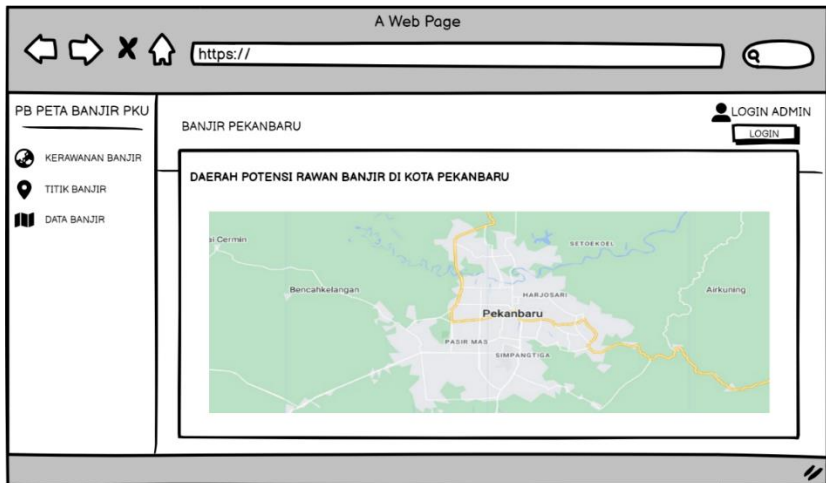 A Web Page
https://
PB PETA BANJIR PKU
KERAWANAN BANJIR
TITIK BANJIR
DATA BANJIR
BANJIR PEKANBARU
LOGIN ADMIN
LOGIN
DAERAH POTENSI RAWAN BANJIR DI KOTA PEKANBARU
ai Cermin
SETOEKOEL
Bencahkelangan
HARJOSARI
Airkuning
Pekanbaru
PASIR MAS
SIMPANGTIGA